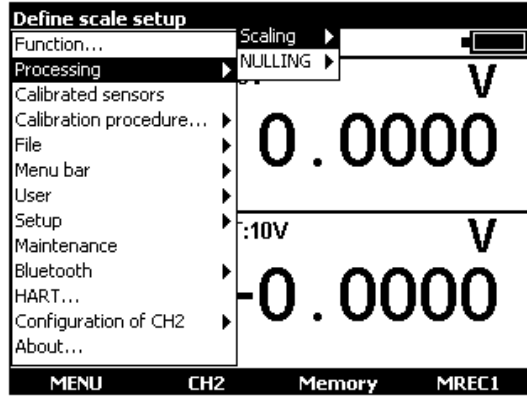 Define scale setup
Function...
Processing
Calibrated sensors
Calibration procedure...
File
Menu bar
User
Setup
Maintenance
Bluetooth
HART...
Configuration of CH2
About...
Scaling
NULLING
V
0.0000
:10V
V
-0.0000
MENU CH2 Memory MREC1